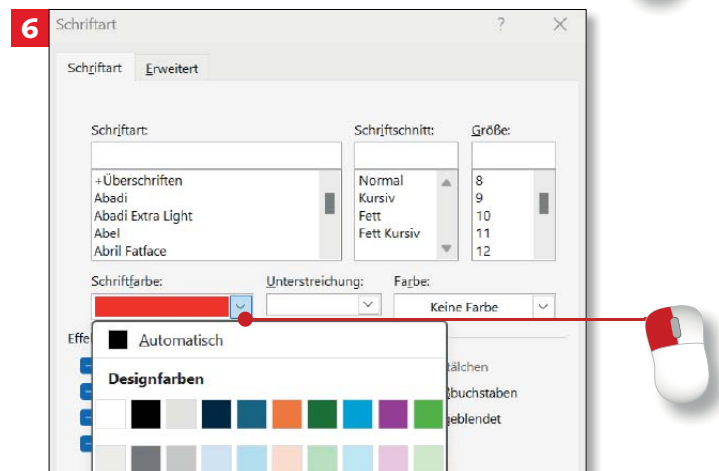 6
Schriftart ? ×
Schriftart Erweitert
Schriftart: Schriftschnitt: Größe:
+Überschriften Normal 8
Abadi Kursiv 9
Abadi Extra Light Fett 10
Abel Fett Kursiv 11
Abril Fatface 12
Schriftfarbe: Unterstreichung: Farbe:
Keine Farbe
Automatisch
Designfarben